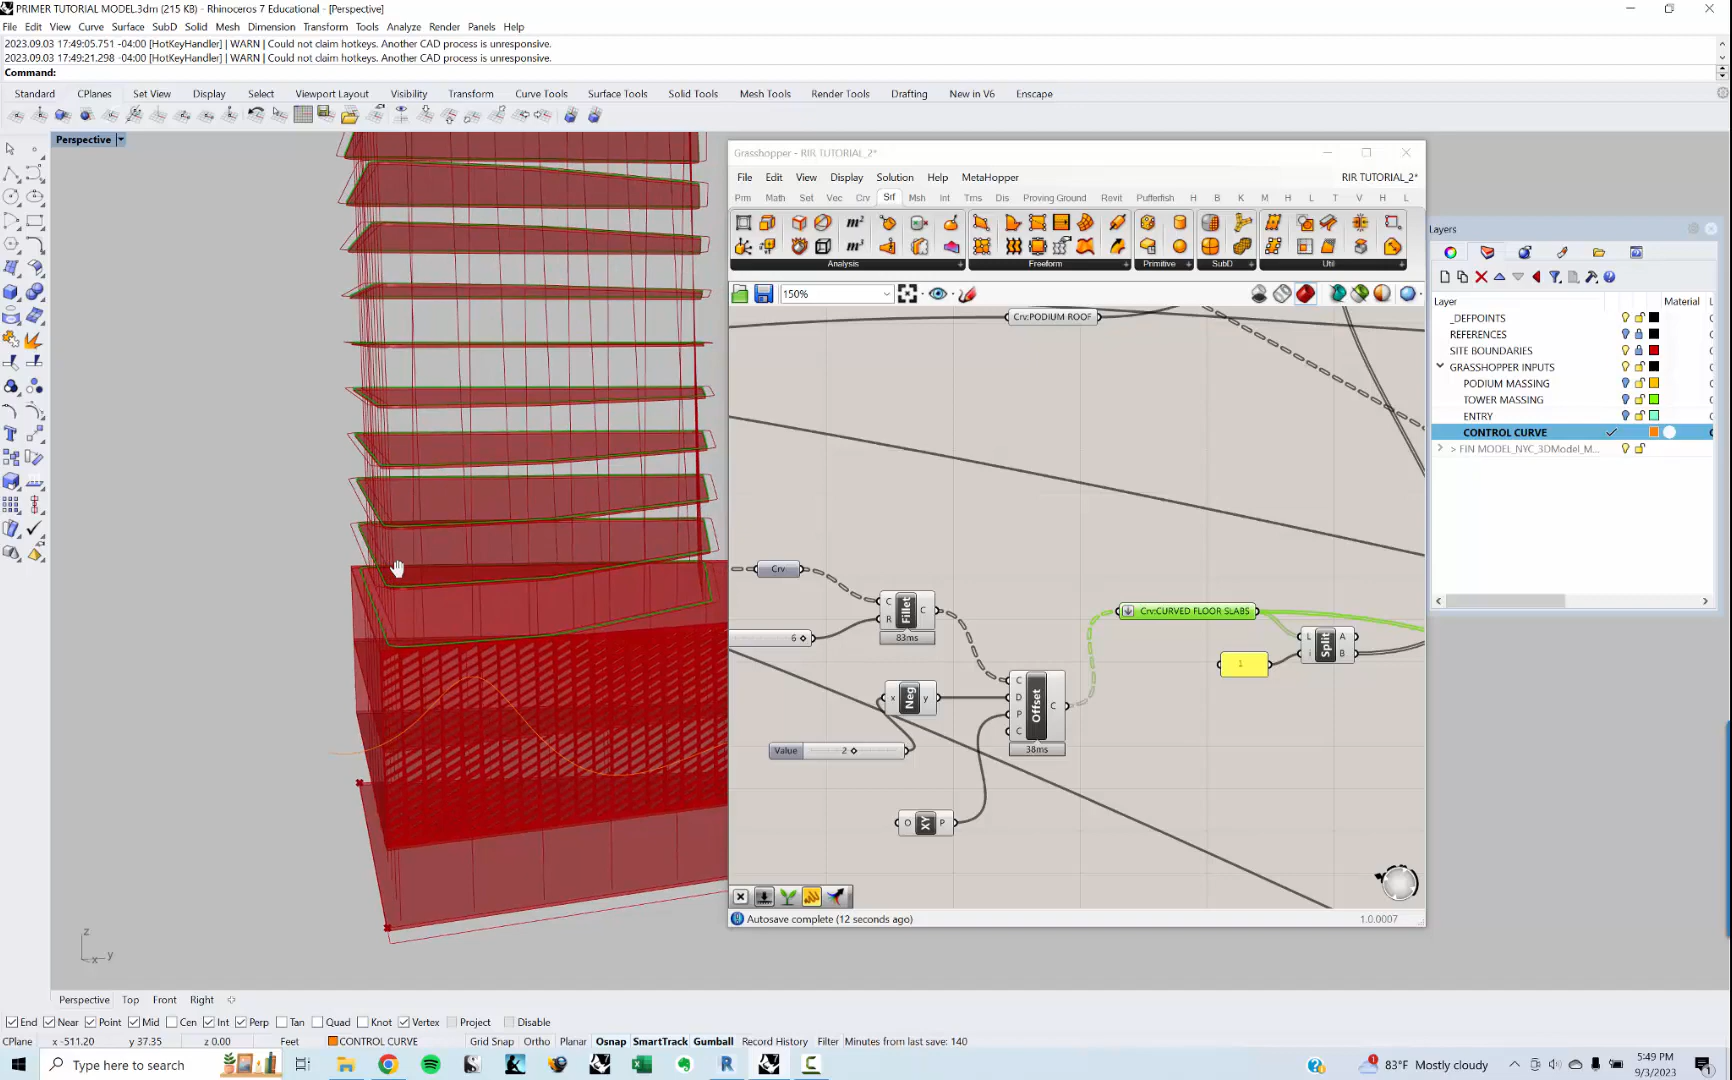 PRIMER TUTORIAL MODEL.3dm (215 KB) - Rhinoceros 7 Educational - [Perspective]
File Edit View Curve Surface SubD Solid Mesh Dimension Transform Tools Analyze Render Panels Help
2023.09.03 17:49:05.751 -04:00 [HotKeyHandler] | WARN | Could not claim hotkeys. Another CAD process is unresponsive.
2023.09.03 17:49:21.298 -04:00 [HotKeyHandler] | WARN | Could not claim hotkeys. Another CAD process is unresponsive.
Command:
Standard CPlanes Set View Display Select Viewport Layout Visibility Transform Curve Tools Surface Tools Solid Tools Mesh Tools Render Tools Drafting New in V6 Enscape
Perspective
Grasshopper - RIR TUTORIAL_2*
File Edit View Display Solution Help MetaHopper RIR TUTORIAL_2*
Prm Math Set Vec Crv Srf Msh Int Trns Dis Proving Ground Revit Pufferfish H B K M H L T V H L
Analysis Freeform Primitive SubD Util
150%
Crv:PODIUM ROOF
Crv
C R Fillet C
83ms
6
Crv:CURVED FLOOR SLABS
L i Split A B
1
x Neg y
C D P C Offset C
38ms
Value 2
O XY P
Autosave complete (12 seconds ago) 1.0.0007
Layers
Layer Material
_DEFPOINTS
REFERENCES
SITE BOUNDARIES
GRASSHOPPER INPUTS
PODIUM MASSING
TOWER MASSING
ENTRY
CONTROL CURVE
> FIN MODEL_NYC_3DModel_M...
z
x y
Perspective Top Front Right
End Near Point Mid Cen Int Perp Tan Quad Knot Vertex Project Disable
CPlane x -511.20 y 37.35 z 0.00 Feet CONTROL CURVE Grid Snap Ortho Planar Osnap SmartTrack Gumball Record History Filter Minutes from last save: 140
Type here to search
83°F Mostly cloudy
5:49 PM
9/3/2023